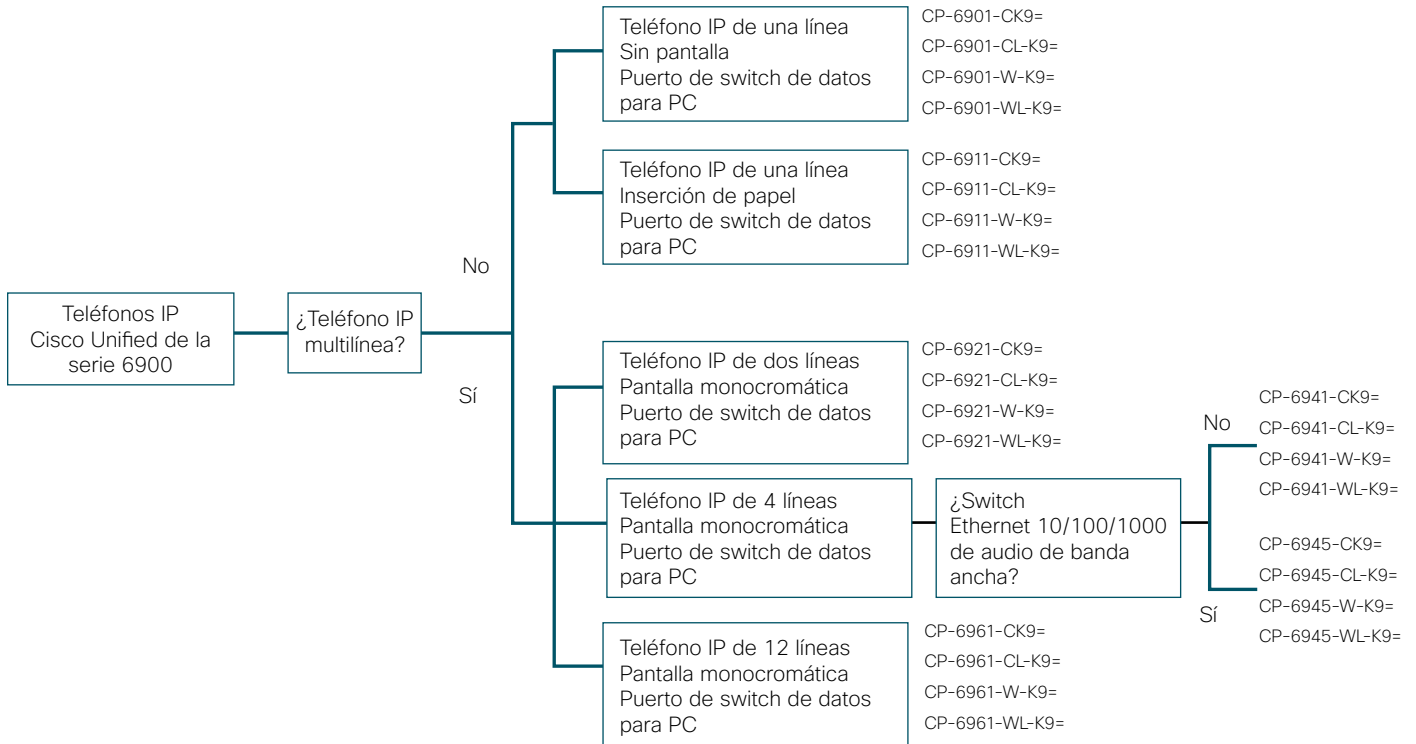 Teléfonos IP
Cisco Unified de la
serie 6900
¿Teléfono IP
multilínea?
No
Sí
Teléfono IP de una línea
Sin pantalla
Puerto de switch de datos
para PC
CP-6901-CK9=
CP-6901-CL-K9=
CP-6901-W-K9=
CP-6901-WL-K9=
Teléfono IP de una línea
Inserción de papel
Puerto de switch de datos
para PC
CP-6911-CK9=
CP-6911-CL-K9=
CP-6911-W-K9=
CP-6911-WL-K9=
Teléfono IP de dos líneas
Pantalla monocromática
Puerto de switch de datos
para PC
CP-6921-CK9=
CP-6921-CL-K9=
CP-6921-W-K9=
CP-6921-WL-K9=
Teléfono IP de 4 líneas
Pantalla monocromática
Puerto de switch de datos
para PC
¿Switch
Ethernet 10/100/1000
de audio de banda
ancha?
No
CP-6941-CK9=
CP-6941-CL-K9=
CP-6941-W-K9=
CP-6941-WL-K9=
Sí
CP-6945-CK9=
CP-6945-CL-K9=
CP-6945-W-K9=
CP-6945-WL-K9=
Teléfono IP de 12 líneas
Pantalla monocromática
Puerto de switch de datos
para PC
CP-6961-CK9=
CP-6961-CL-K9=
CP-6961-W-K9=
CP-6961-WL-K9=